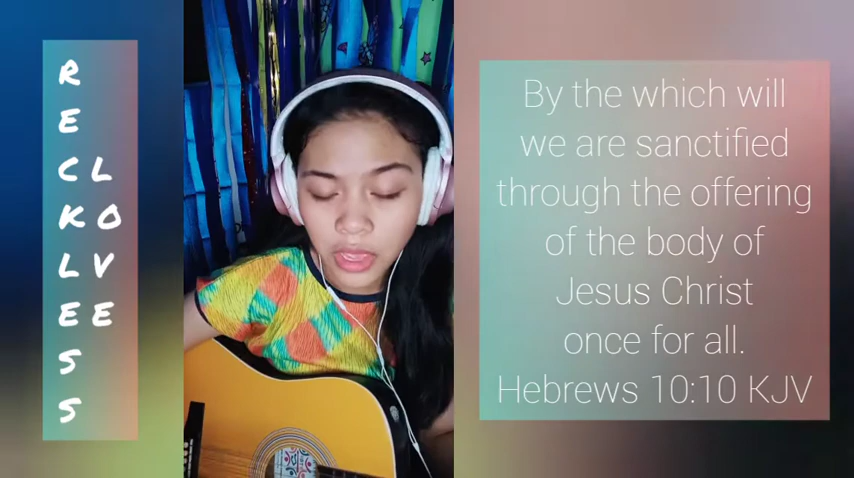 RECKLESS
LOVE
By the which will
we are sanctified
through the offering
of the body of
Jesus Christ
once for all.
Hebrews 10:10 KJV